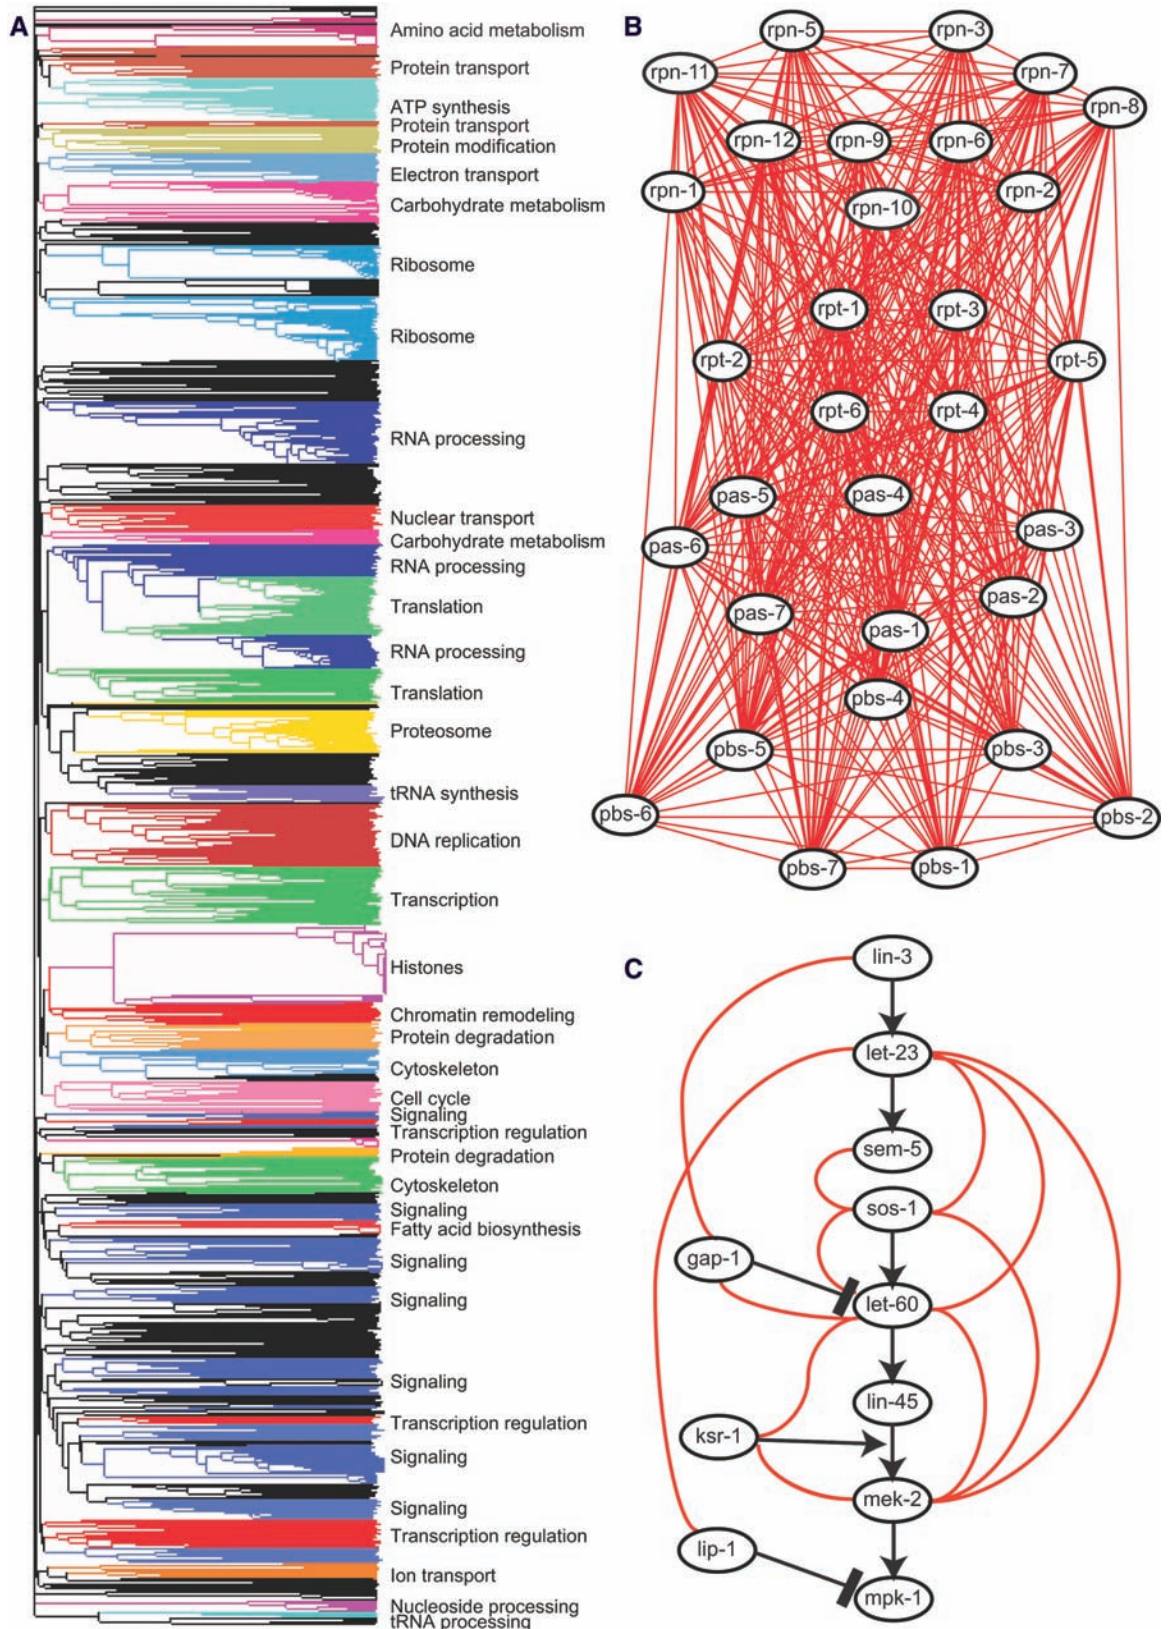 A
Amino acid metabolism
Protein transport
ATP synthesis
Protein transport
Protein modification
Electron transport
Carbohydrate metabolism
Ribosome
Ribosome
RNA processing
Nuclear transport
Carbohydrate metabolism
RNA processing
Translation
RNA processing
Translation
Proteosome
tRNA synthesis
DNA replication
Transcription
Histones
Chromatin remodeling
Protein degradation
Cytoskeleton
Cell cycle
Signaling
Transcription regulation
Protein degradation
Cytoskeleton
Signaling
Fatty acid biosynthesis
Signaling
Signaling
Signaling
Transcription regulation
Signaling
Signaling
Transcription regulation
Ion transport
Nucleoside processing
tRNA processing
B
rpn-5
rpn-3
rpn-11
rpn-7
rpn-8
rpn-12
rpn-9
rpn-6
rpn-1
rpn-10
rpn-2
rpt-1
rpt-3
rpt-2
rpt-5
rpt-6
rpt-4
pas-5
pas-4
pas-6
pas-3
pas-7
pas-1
pas-2
pbs-4
pbs-5
pbs-3
pbs-6
pbs-2
pbs-7
pbs-1
C
lin-3
let-23
sem-5
sos-1
gap-1
let-60
lin-45
ksr-1
mek-2
lip-1
mpk-1